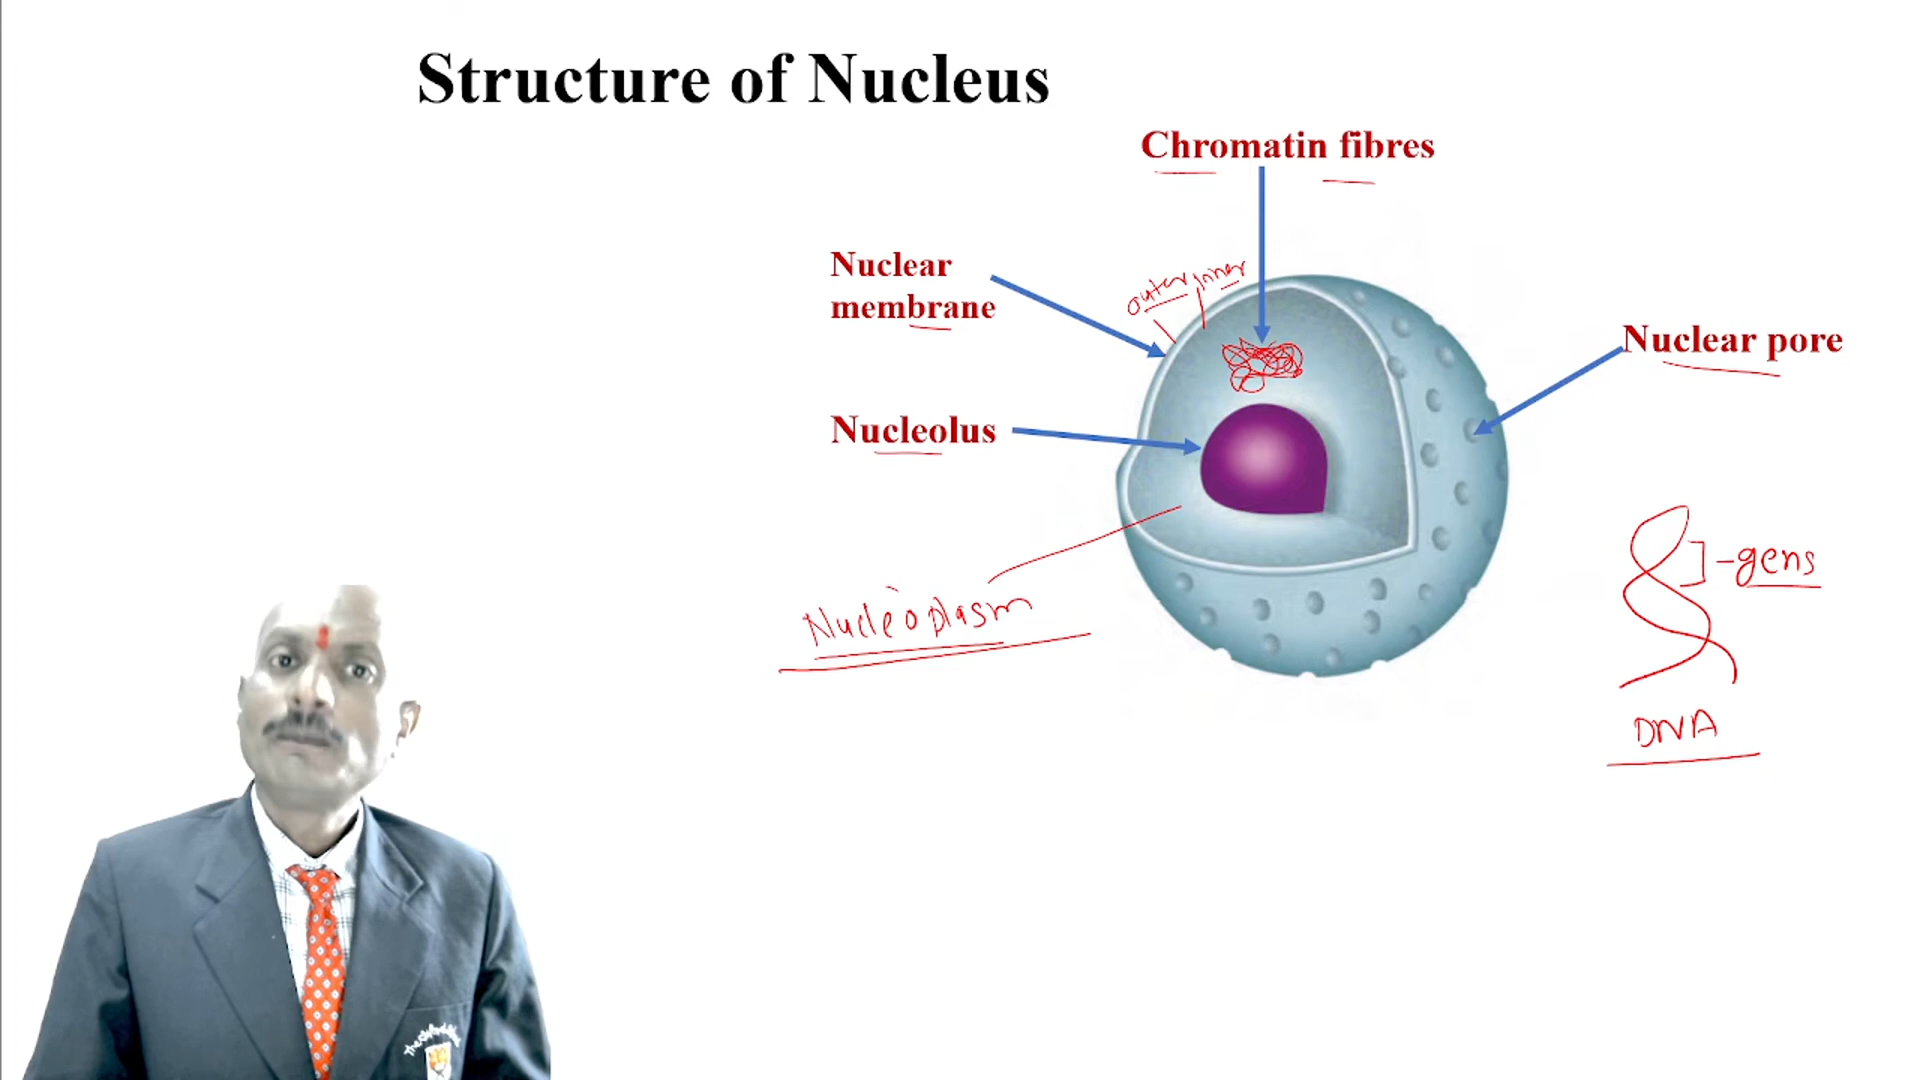 Structure of Nucleus
Chromatin fibres
Nuclear
membrane
outer inner
Nuclear pore
Nucleolus
Nucleoplasm
-gens
DNA